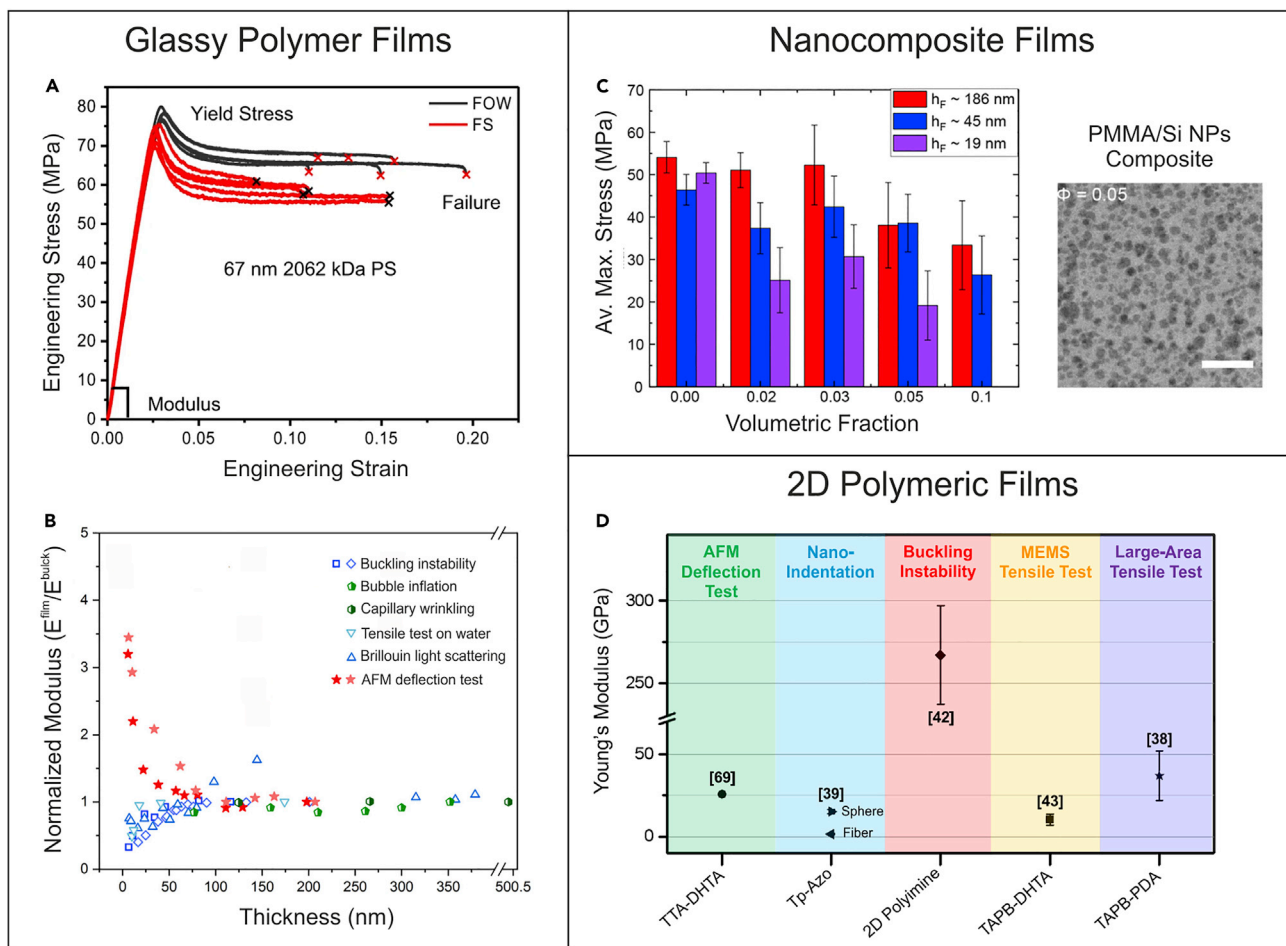 Glassy Polymer Films
A
Engineering Stress (MPa)
80
70
60
50
40
30
20
10
0
Yield Stress
FOW
FS
Failure
67 nm 2062 kDa PS
Modulus
0.00
0.05
0.10
0.15
0.20
Engineering Strain
B
Normalized Modulus (E^film/E^bulck)
5
4
3
2
1
0
Buckling instability
Bubble inflation
Capillary wrinkling
Tensile test on water
Brillouin light scattering
AFM deflection test
0
50
100
150
200
250
300
350
400
500.5
Thickness (nm)
Nanocomposite Films
C
Av. Max. Stress (MPa)
70
60
50
40
30
20
10
0
h_F ~ 186 nm
h_F ~ 45 nm
h_F ~ 19 nm
0.00
0.02
0.03
0.05
0.1
Volumetric Fraction
PMMA/Si NPs
Composite
Φ = 0.05
2D Polymeric Films
D
Young's Modulus (GPa)
300
250
50
0
AFM
Deflection
Test
Nano-
Indentation
Buckling
Instability
MEMS
Tensile Test
Large-Area
Tensile Test
[69]
[39]
Sphere
Fiber
[42]
[43]
[38]
TTA-DHTA
Tp-Azo
2D Polyimine
TAPB-DHTA
TAPB-PDA